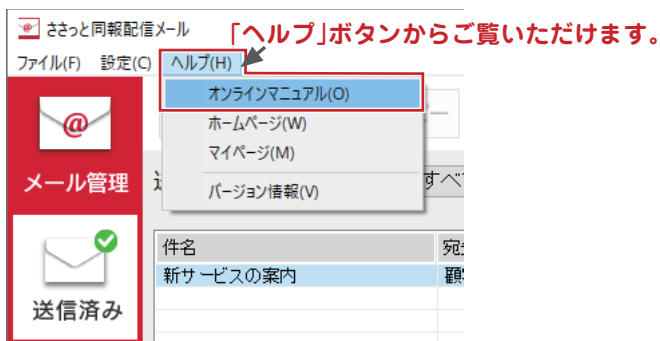 ささっと同報配信メール
「ヘルプ」ボタンからご覧いただけます。
ファイル(F) 設定(C) ヘルプ(H)
オンラインマニュアル(O)
ホームページ(W)
マイページ(M)
バージョン情報(V)
メール管理
すべ
件名 宛
新サービスの案内 顧
送信済み